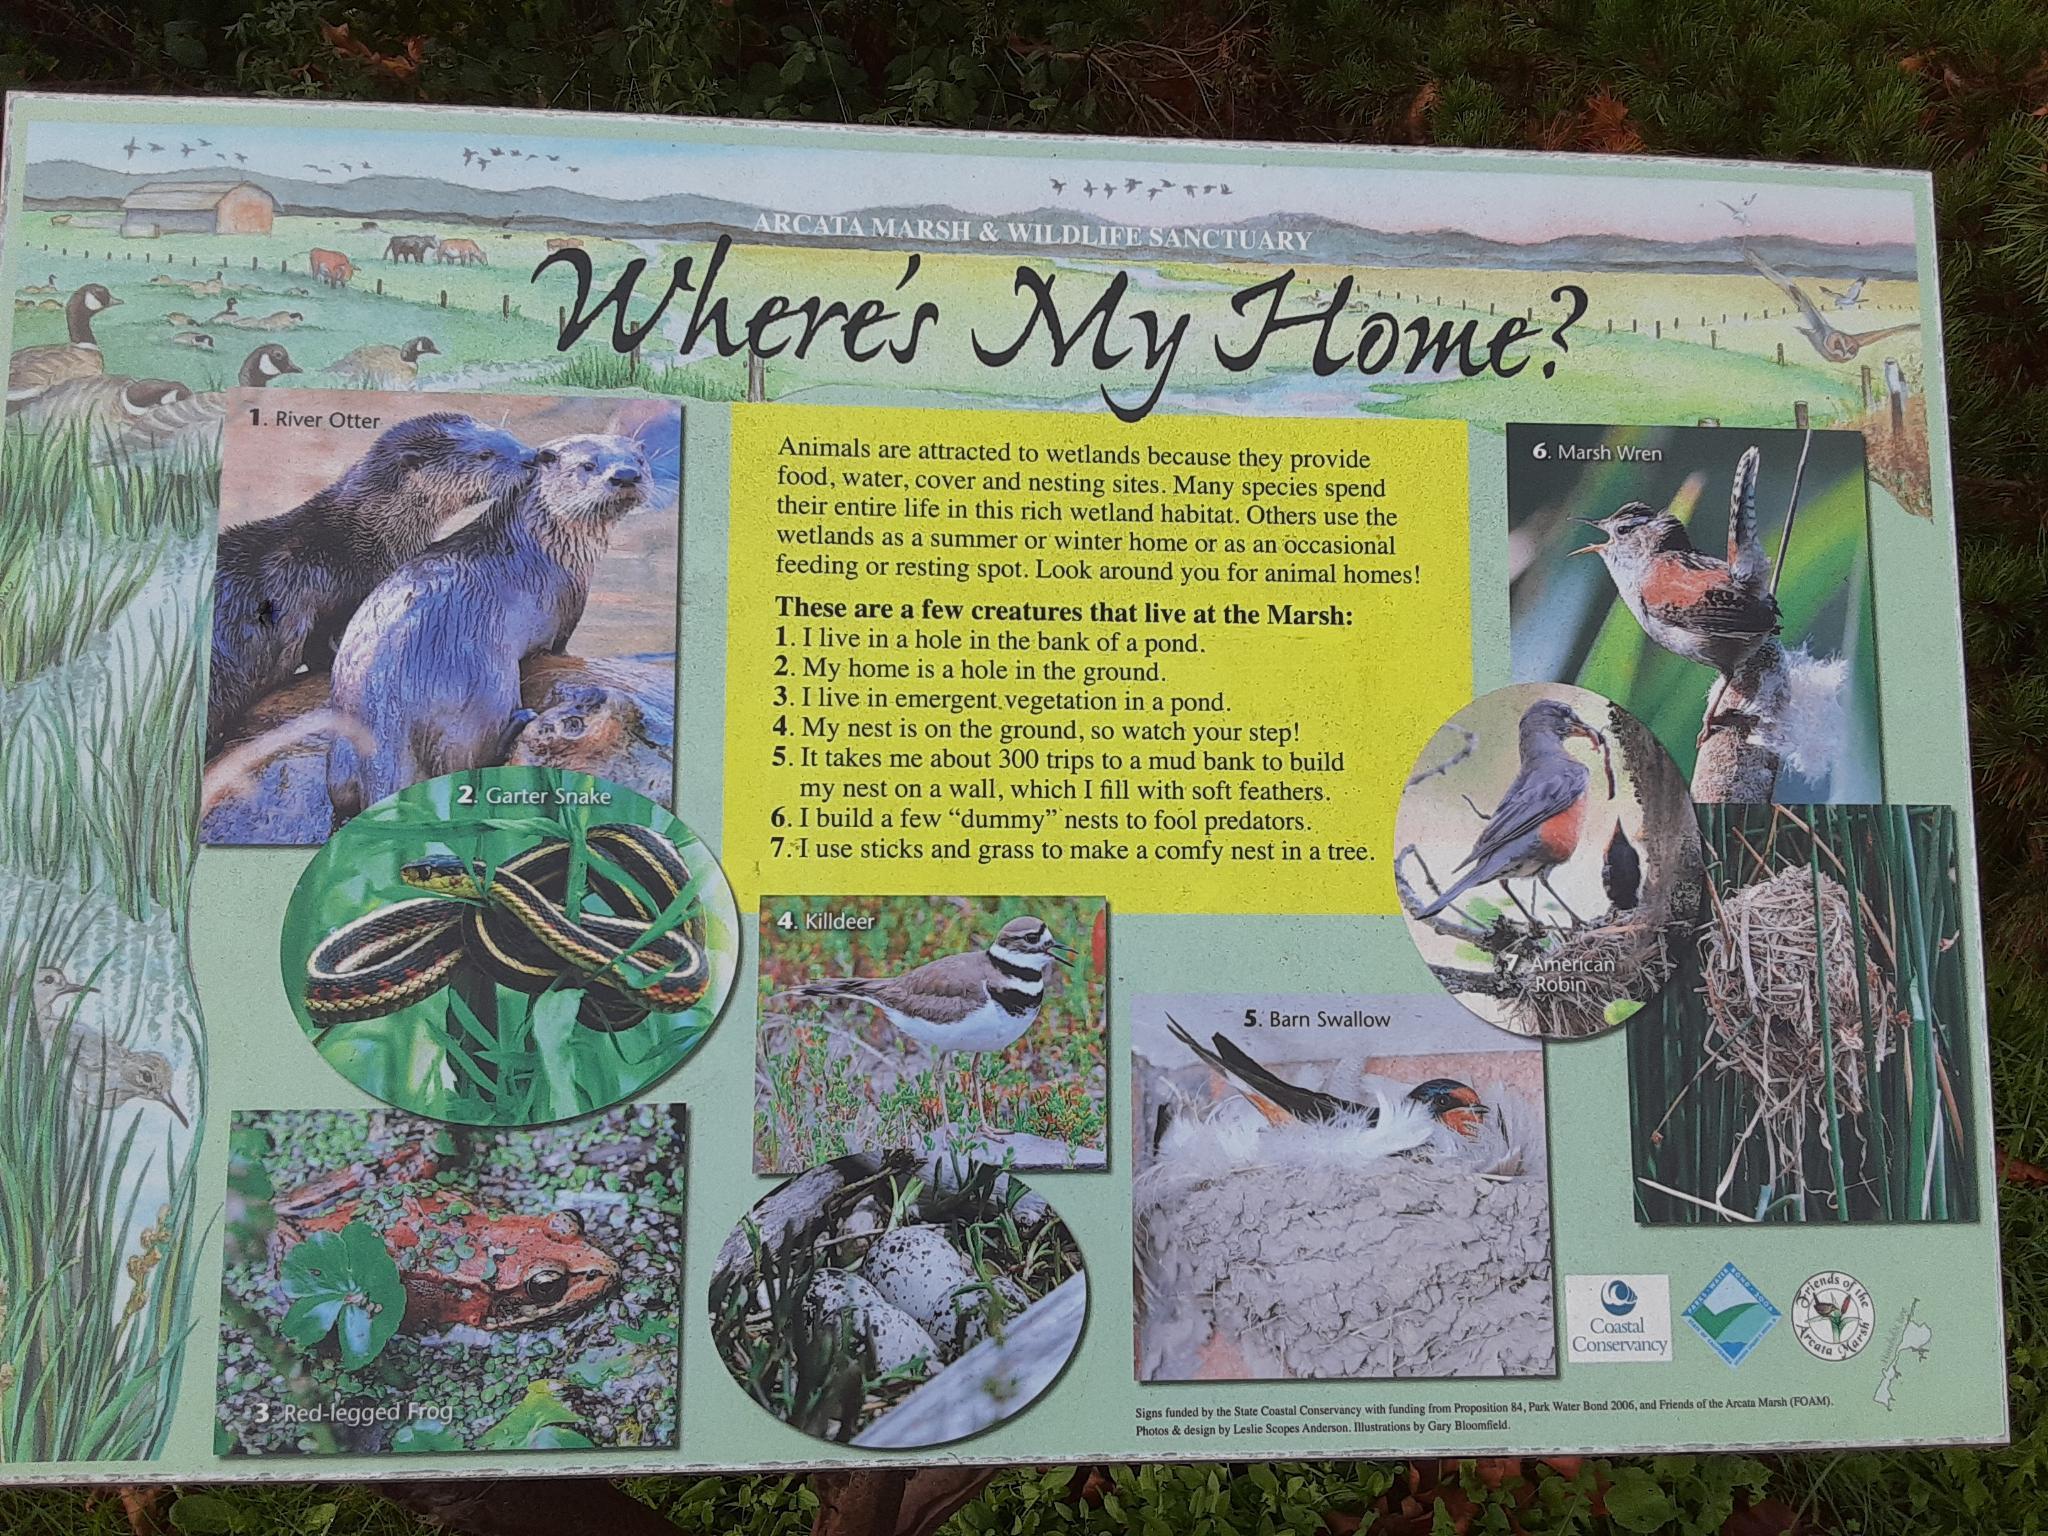 ARCATA MARSH & WILDLIFE SANCTUARY
Where's My Home?
1. River Otter
Animals are attracted to wetlands because they provide
food, water, cover and nesting sites. Many species spend
their entire life in this rich wetland habitat. Others use the
wetlands as a summer or winter home or as an occasional
feeding or resting spot. Look around you for animal homes!
These are a few creatures that live at the Marsh:
1. I live in a hole in the bank of a pond.
2. My home is a hole in the ground.
3. I live in emergent vegetation in a pond.
4. My nest is on the ground, so watch your step!
5. It takes me about 300 trips to a mud bank to build
my nest on a wall, which I fill with soft feathers.
6. I build a few “dummy” nests to fool predators.
7. I use sticks and grass to make a comfy nest in a tree.
6. Marsh Wren
2. Garter Snake
4. Killdeer
7. American
Robin
5. Barn Swallow
3. Red-legged Frog
Coastal
Conservancy
PARKS • WATER BOND • 2006
Friends of the
Arcata Marsh
Signs funded by the State Coastal Conservancy with funding from Proposition 84, Park Water Bond 2006, and Friends of the Arcata Marsh (FOAM).
Photos & design by Leslie Scopes Anderson. Illustrations by Gary Bloomfield.